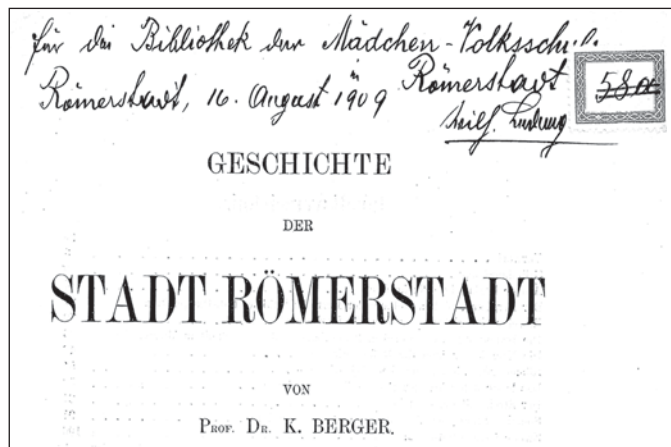 für die Bibliothek der Mädchen-Volksschule
in Römerstadt
Römerstadt, 16. August 1909
GESCHICHTE
DER
STADT RÖMERSTADT
VON
PROF. DR. K. BERGER.